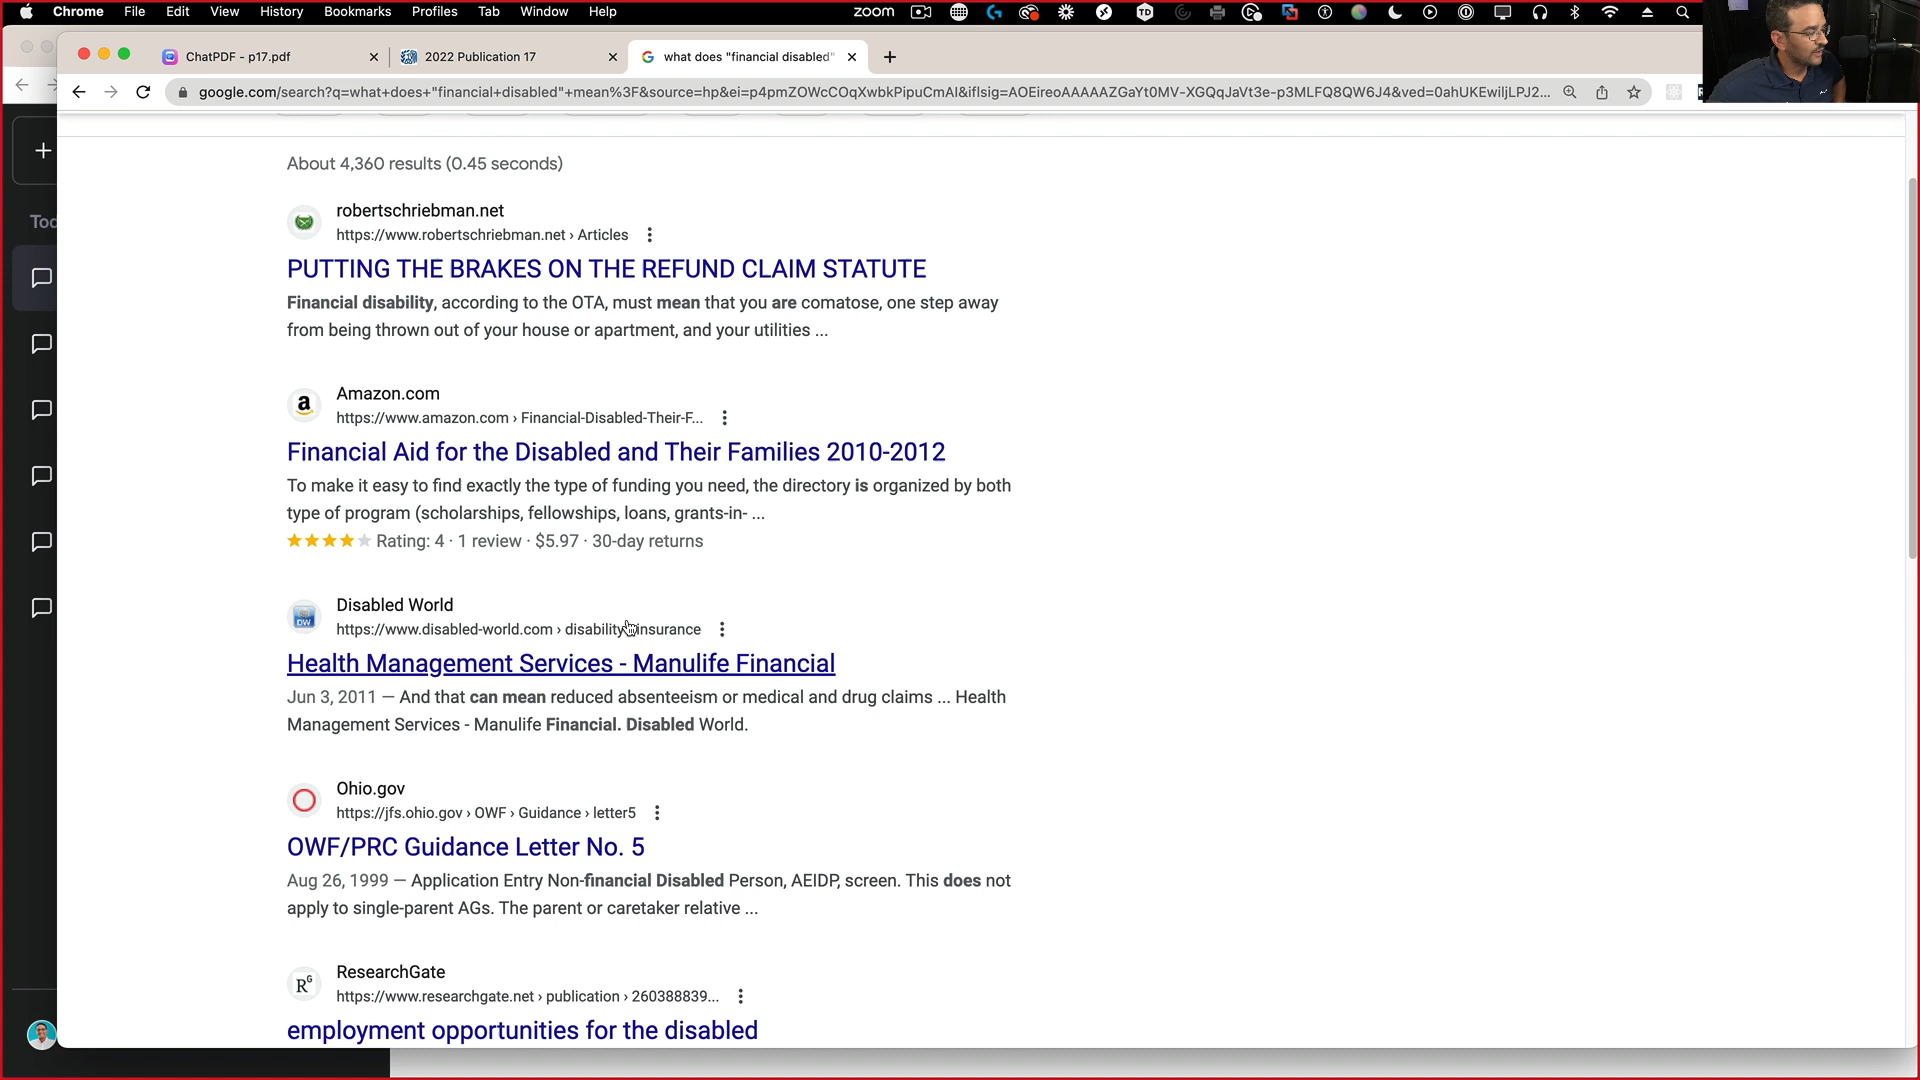 Chrome File Edit View History Bookmarks Profiles Tab Window Help
zoom
TD
ChatPDF - p17.pdf
2022 Publication 17
what does "financial disabled"
google.com/search?q=what+does+"financial+disabled"+mean%3F&source=hp&ei=p4pmZOWcCOqXwbkPipuCmAI&iflsig=AOEireoAAAAAZGaYt0MV-XGQqJaVt3e-p3MLFQ8QW6J4&ved=0ahUKEwiljLPJ2...
About 4,360 results (0.45 seconds)
robertschriebman.net
https://www.robertschriebman.net › Articles
PUTTING THE BRAKES ON THE REFUND CLAIM STATUTE
Financial disability, according to the OTA, must mean that you are comatose, one step away
from being thrown out of your house or apartment, and your utilities ...
Amazon.com
https://www.amazon.com › Financial-Disabled-Their-F...
Financial Aid for the Disabled and Their Families 2010-2012
To make it easy to find exactly the type of funding you need, the directory is organized by both
type of program (scholarships, fellowships, loans, grants-in- ...
Rating: 4 · 1 review · $5.97 · 30-day returns
DW
Disabled World
https://www.disabled-world.com › disability insurance
Health Management Services - Manulife Financial
Jun 3, 2011 — And that can mean reduced absenteeism or medical and drug claims ... Health
Management Services - Manulife Financial. Disabled World.
Ohio.gov
https://jfs.ohio.gov › OWF › Guidance › letter5
OWF/PRC Guidance Letter No. 5
Aug 26, 1999 — Application Entry Non-financial Disabled Person, AEIDP, screen. This does not
apply to single-parent AGs. The parent or caretaker relative ...
RG
ResearchGate
https://www.researchgate.net › publication › 260388839...
employment opportunities for the disabled